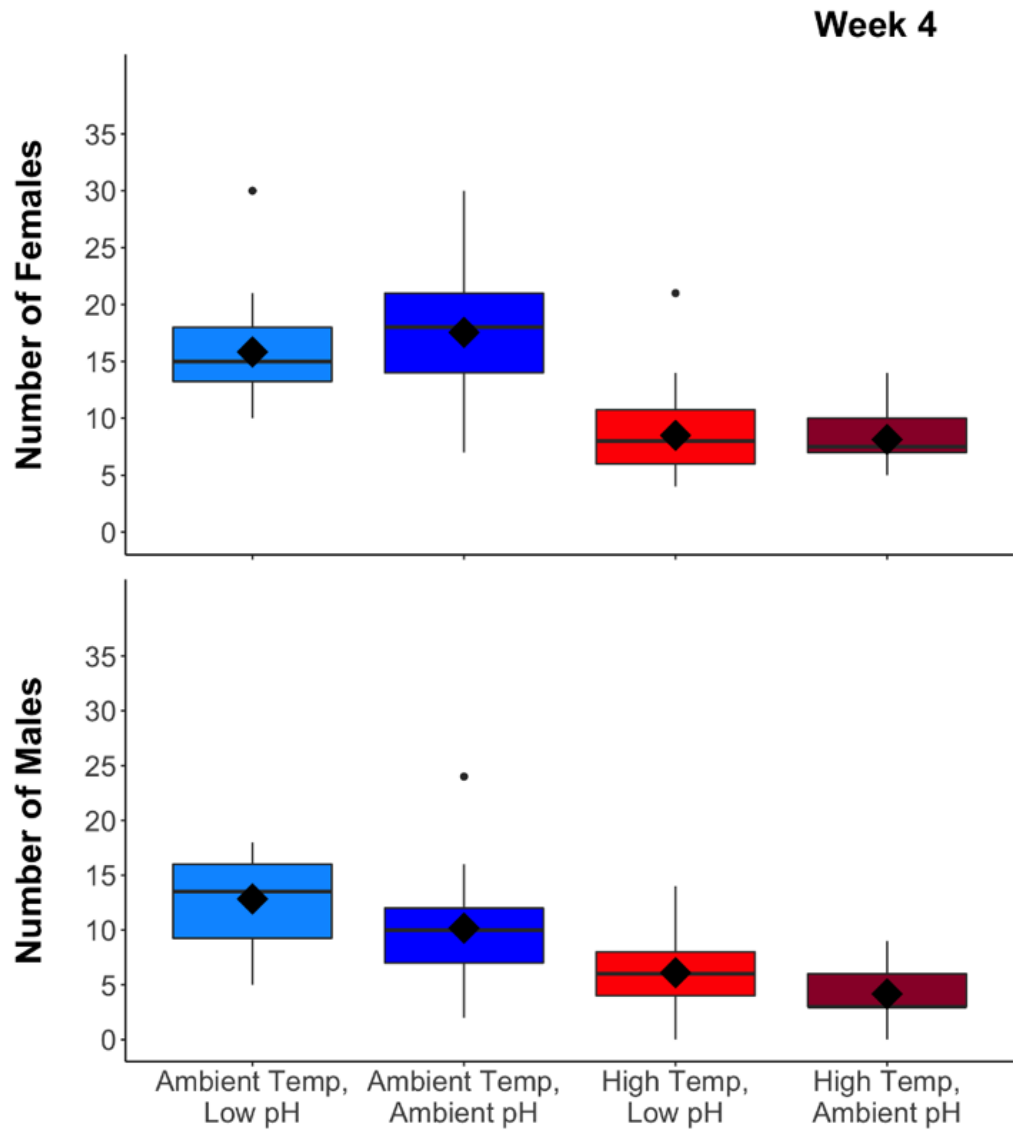 Week 4
Number of Females
35
30
25
20
15
10
5
0
Number of Males
35
30
25
20
15
10
5
0
Ambient Temp, Low pH
Ambient Temp, Ambient pH
High Temp, Low pH
High Temp, Ambient pH